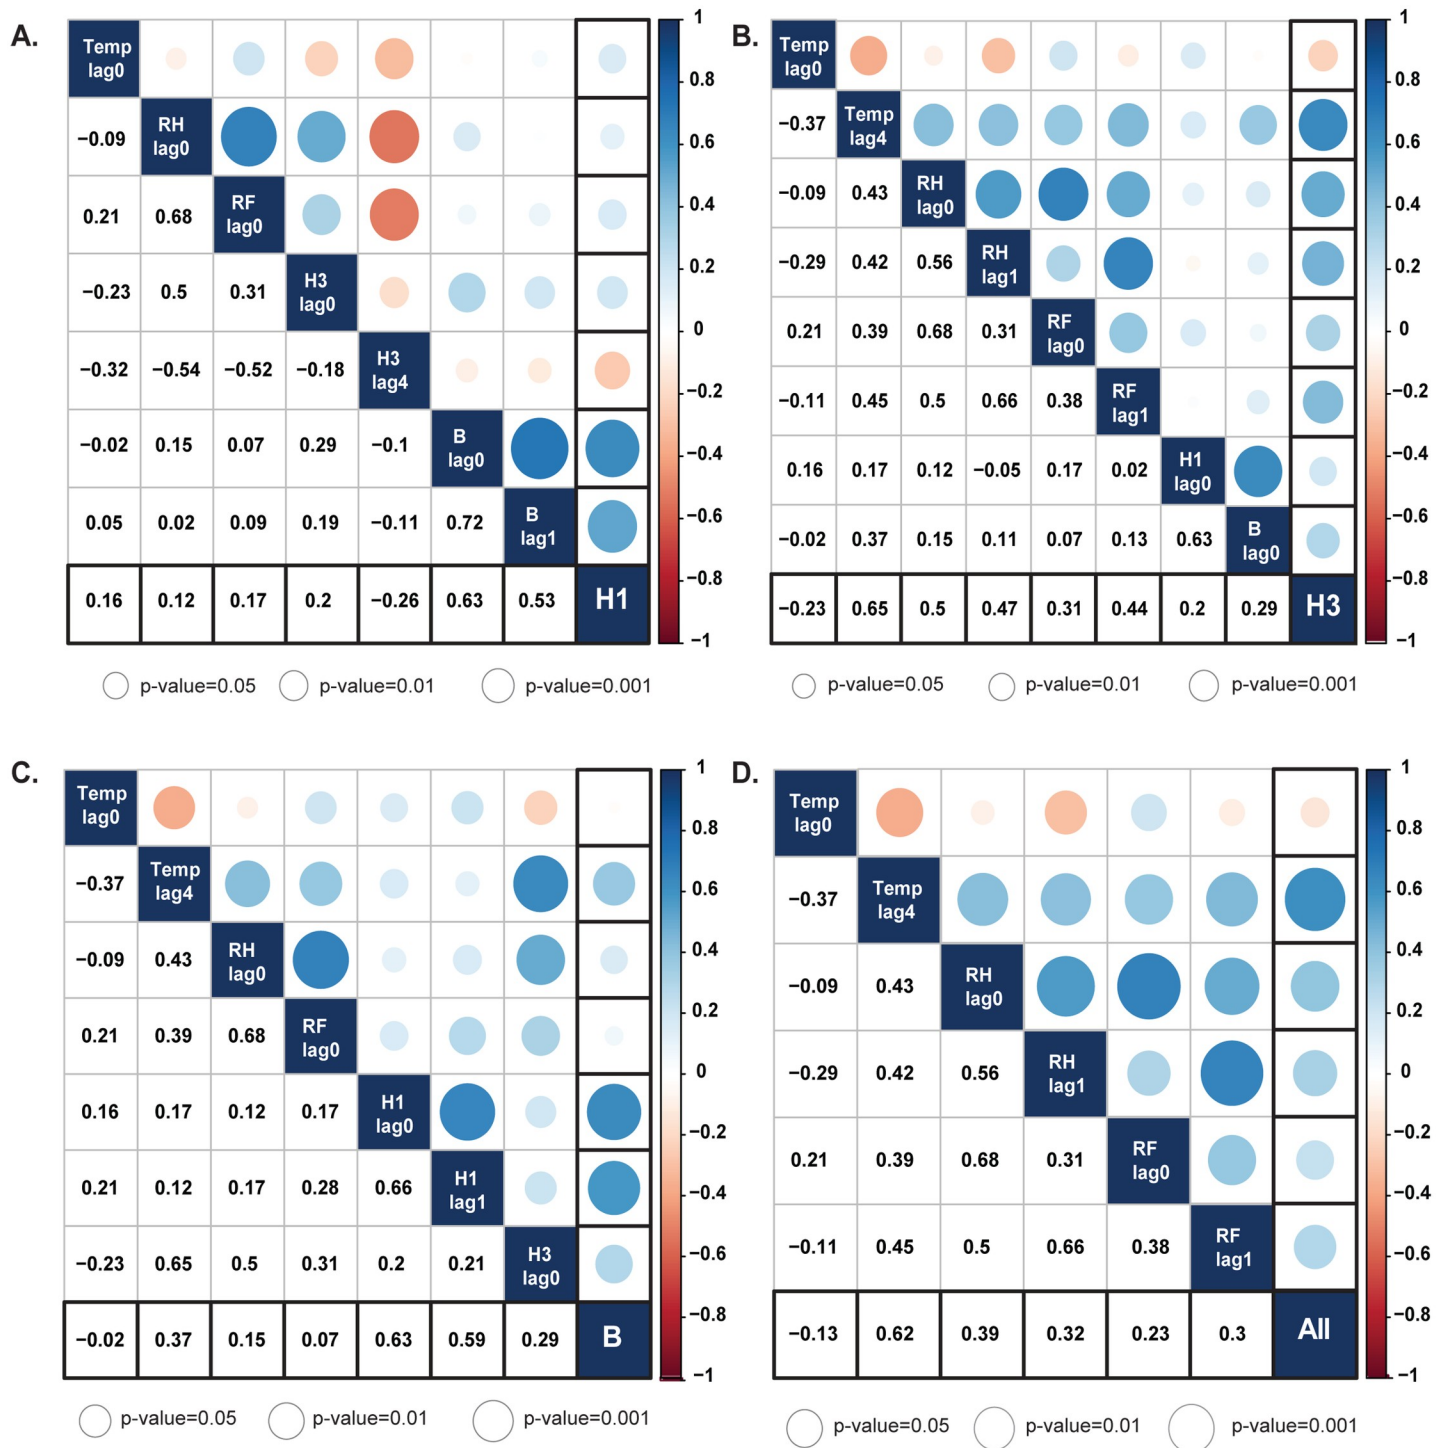 A.
Temp
lag0
1
−0.09
RH
lag0
0.8
0.21
0.68
RF
lag0
0.6
0.4
−0.23
0.5
0.31
H3
lag0
0.2
0
−0.32
−0.54
−0.52
−0.18
H3
lag4
−0.2
−0.02
0.15
0.07
0.29
−0.1
B
lag0
−0.4
0.05
0.02
0.09
0.19
−0.11
0.72
B
lag1
−0.6
−0.8
0.16
0.12
0.17
0.2
−0.26
0.63
0.53
H1
−1
p-value=0.05
p-value=0.01
p-value=0.001
B.
Temp
lag0
1
−0.37
Temp
lag4
0.8
−0.09
0.43
RH
lag0
0.6
0.4
−0.29
0.42
0.56
RH
lag1
0.2
0.21
0.39
0.68
0.31
RF
lag0
0
−0.11
0.45
0.5
0.66
0.38
RF
lag1
−0.2
−0.4
0.16
0.17
0.12
−0.05
0.17
0.02
H1
lag0
−0.6
−0.02
0.37
0.15
0.11
0.07
0.13
0.63
B
lag0
−0.8
−0.23
0.65
0.5
0.47
0.31
0.44
0.2
0.29
H3
−1
p-value=0.05
p-value=0.01
p-value=0.001
C.
Temp
lag0
1
0.8
−0.37
Temp
lag4
0.6
−0.09
0.43
RH
lag0
0.4
0.21
0.39
0.68
RF
lag0
0.2
0
0.16
0.17
0.12
0.17
H1
lag0
−0.2
0.21
0.12
0.17
0.28
0.66
H1
lag1
−0.4
−0.23
0.65
0.5
0.31
0.2
0.21
H3
lag0
−0.6
−0.8
−0.02
0.37
0.15
0.07
0.63
0.59
0.29
B
−1
p-value=0.05
p-value=0.01
p-value=0.001
D.
Temp
lag0
1
0.8
−0.37
Temp
lag4
0.6
0.4
−0.09
0.43
RH
lag0
0.2
−0.29
0.42
0.56
RH
lag1
0
−0.2
0.21
0.39
0.68
0.31
RF
lag0
−0.4
−0.11
0.45
0.5
0.66
0.38
RF
lag1
−0.6
−0.8
−0.13
0.62
0.39
0.32
0.23
0.3
All
−1
p-value=0.05
p-value=0.01
p-value=0.001